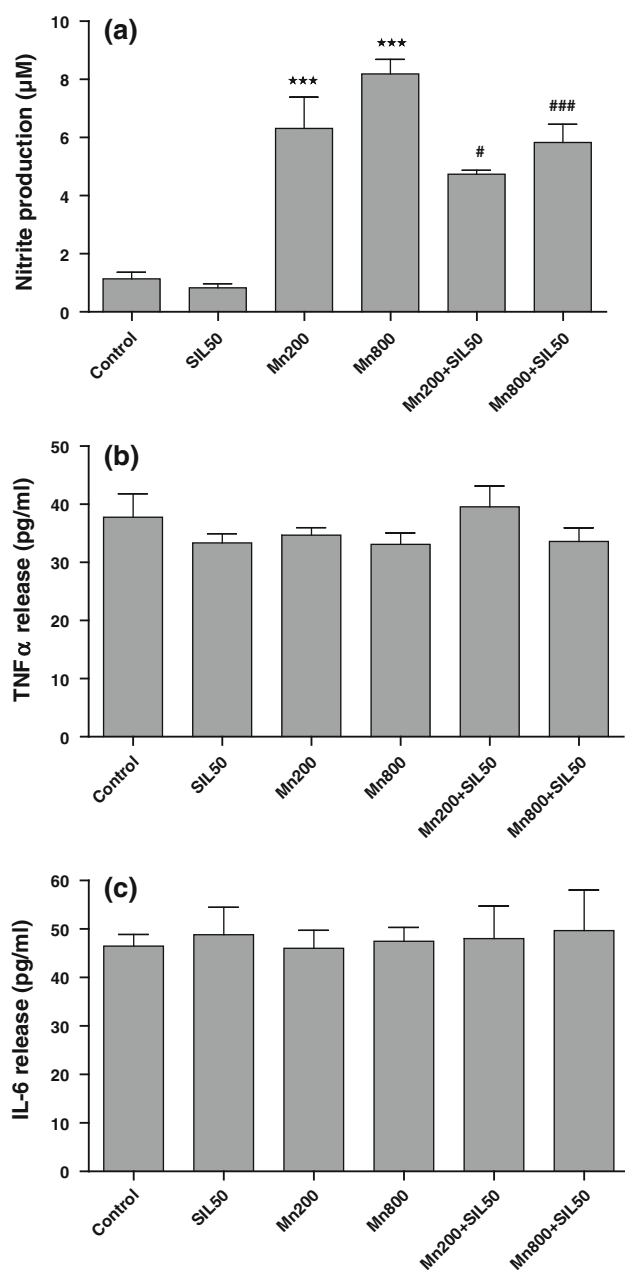 (a)
Nitrite production (µM)
10
8
6
4
2
0
★★★
★★★
#
###
Control
SIL50
Mn200
Mn800
Mn200+SIL50
Mn800+SIL50
(b)
TNF α release (pg/ml)
50
40
30
20
10
0
Control
SIL50
Mn200
Mn800
Mn200+SIL50
Mn800+SIL50
(c)
IL-6 release (pg/ml)
60
50
40
30
20
10
0
Control
SIL50
Mn200
Mn800
Mn200+SIL50
Mn800+SIL50